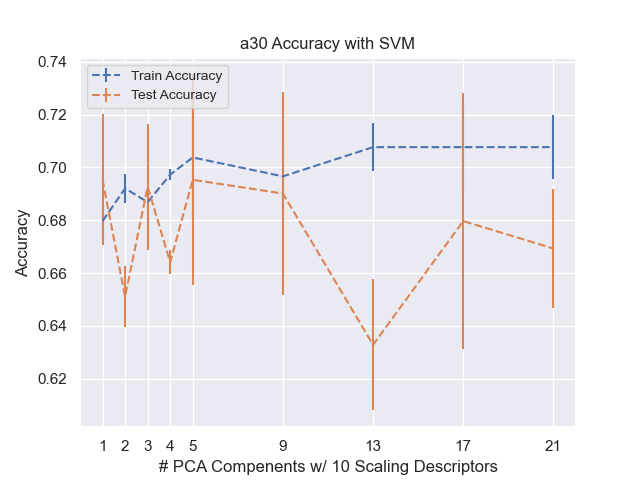 a30 Accuracy with SVM
0.74
0.72
0.70
0.68
0.66
0.64
0.62
Accuracy
Train Accuracy
Test Accuracy
1 2 3 4 5 9 13 17 21
# PCA Compenents w/ 10 Scaling Descriptors